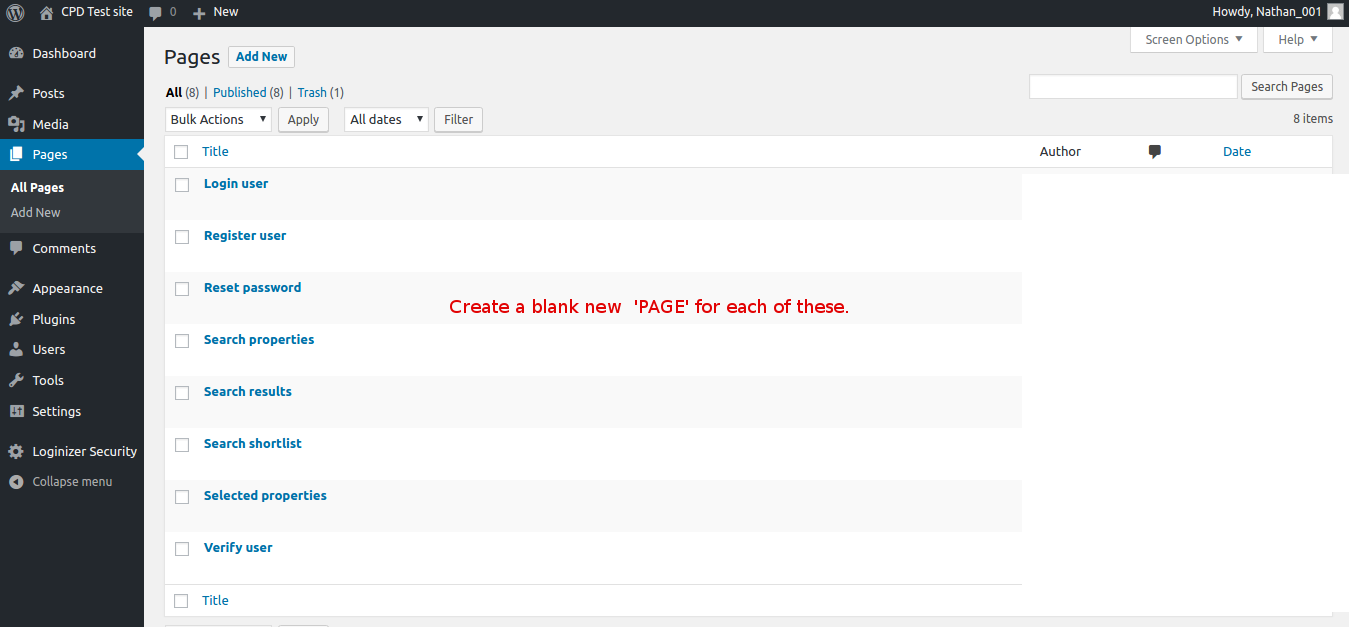 CPD Test site 0 New Howdy, Nathan_001
Screen Options Help
Dashboard
Posts
Media
Pages
All Pages
Add New
Comments
Appearance
Plugins
Users
Tools
Settings
Loginizer Security
Collapse menu
Pages Add New
All (8) | Published (8) | Trash (1)
Search Pages
Bulk Actions Apply All dates Filter
8 items
Title Author Date
Login user
Register user
Reset password
Create a blank new 'PAGE' for each of these.
Search properties
Search results
Search shortlist
Selected properties
Verify user
Title